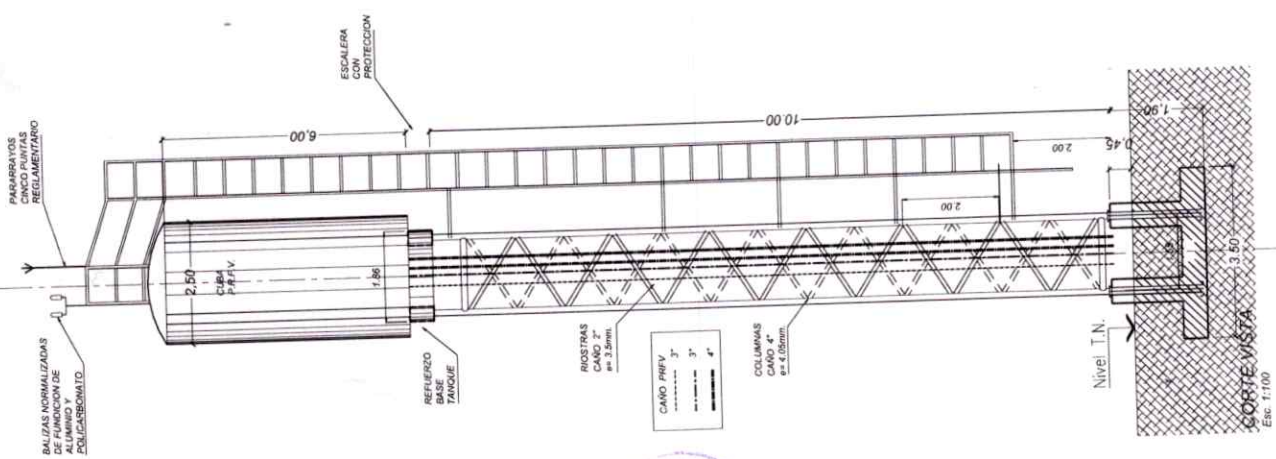 PARARRAYOS
CINCO PUNTAS
REGLAMENTARIO
BALIZAS NORMALIZADAS
DE FUNDICION DE
ALUMINIO Y
POLICARBONATO
ESCALERA
CON
PROTECCION
6,00
2,50
CUBA
P.R.F.V.
1.86
REFUERZO
BASE
TANQUE
10.00
RIOSTRAS
CAÑO 2"
e= 3.5mm.
CAÑO PRFV
3"
3"
4"
COLUMNAS
CAÑO 4"
e= 4.05mm.
2.00
2.00
0,45
1,90
Nivel T.N.
3.50
CORTE VISTA
Esc. 1:100